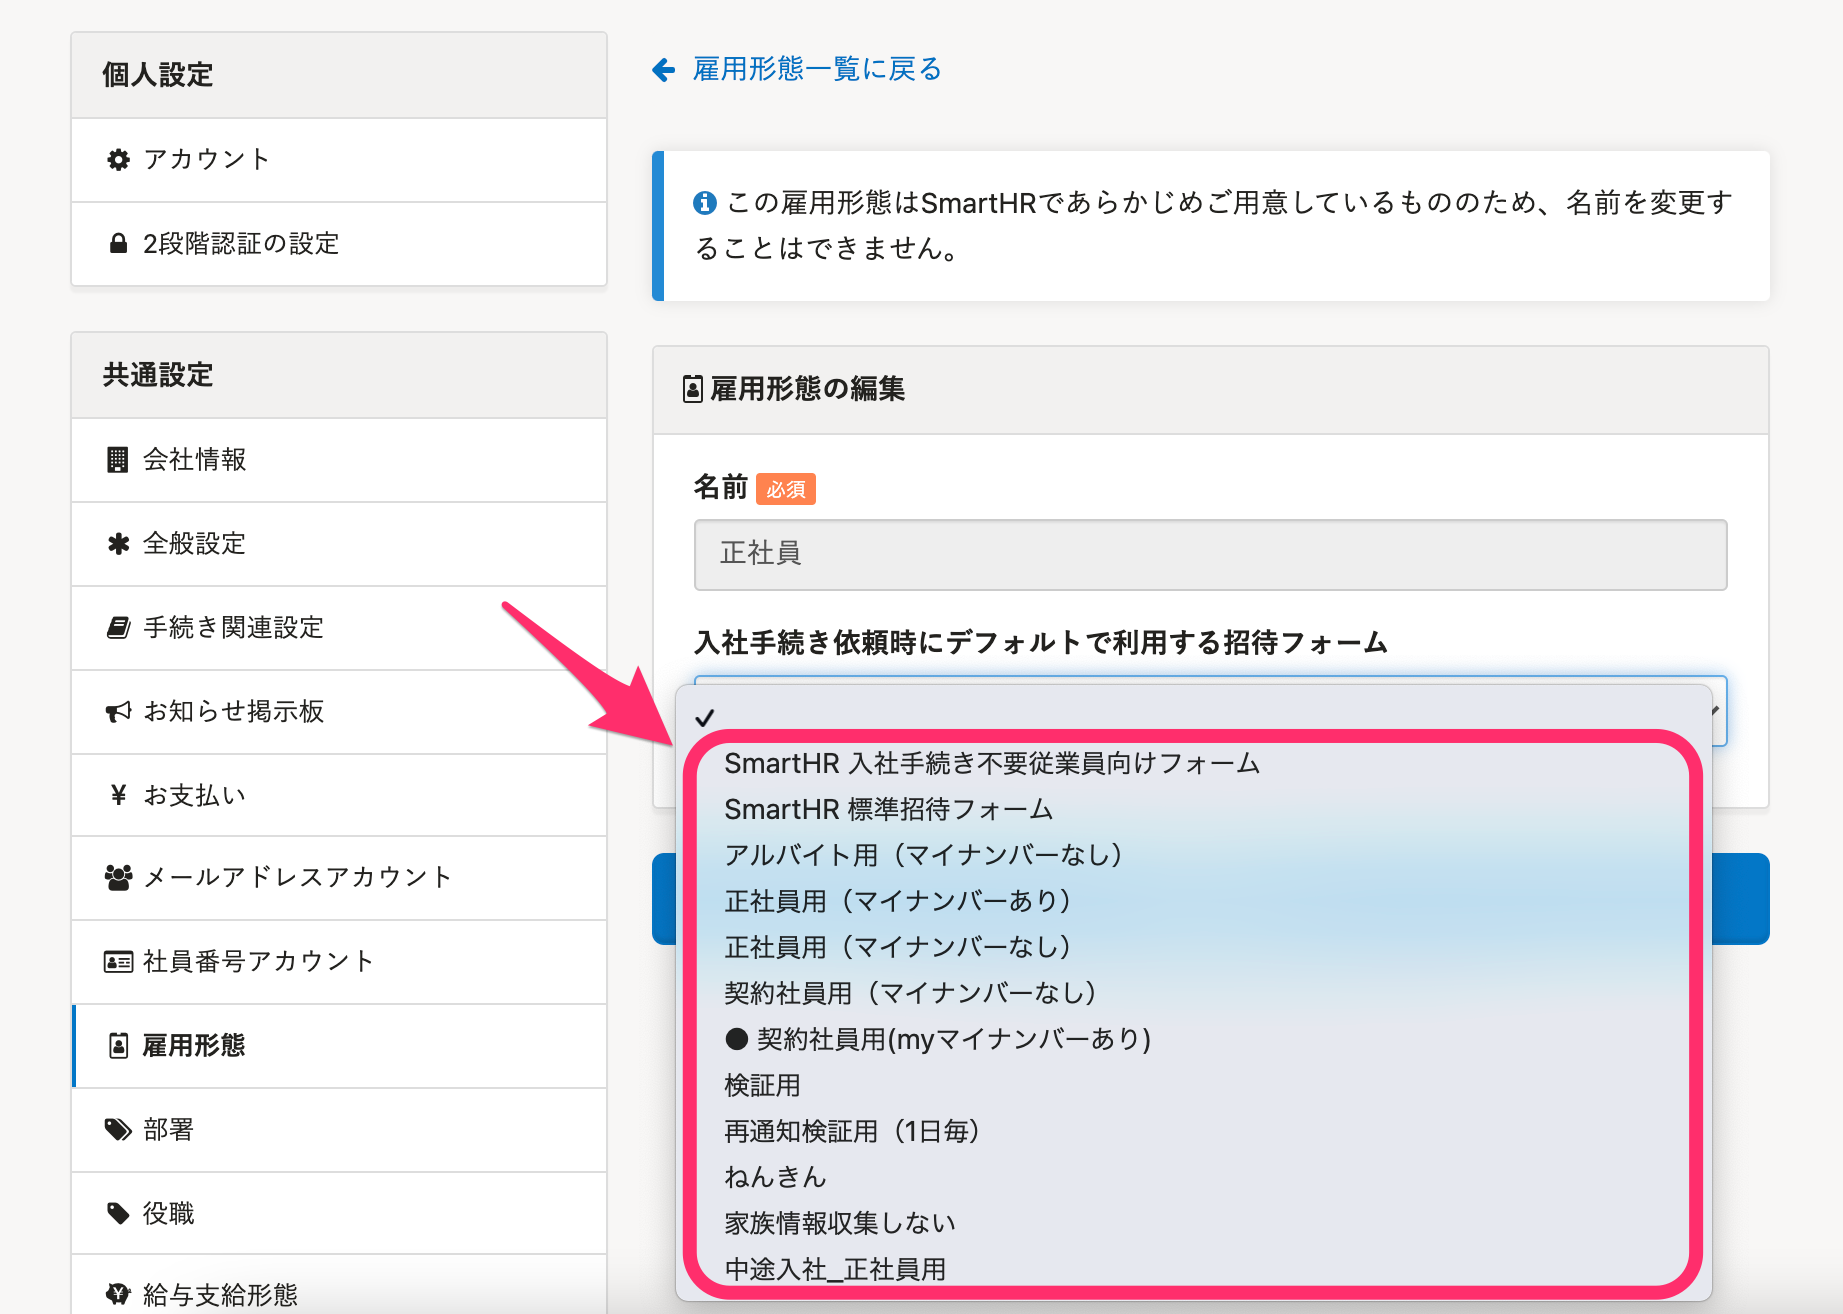 個人設定
アカウント
2段階認証の設定
共通設定
会社情報
全般設定
手続き関連設定
お知らせ掲示板
お支払い
メールアドレスアカウント
社員番号アカウント
雇用形態
部署
役職
給与支給形態
雇用形態一覧に戻る
この雇用形態はSmartHRであらかじめご用意しているもののため、名前を変更す
ることはできません。
雇用形態の編集
名前 必須
正社員
入社手続き依頼時にデフォルトで利用する招待フォーム
SmartHR 入社手続き不要従業員向けフォーム
SmartHR 標準招待フォーム
アルバイト用（マイナンバーなし）
正社員用（マイナンバーあり）
正社員用（マイナンバーなし）
契約社員用（マイナンバーなし）
● 契約社員用(myマイナンバーあり)
検証用
再通知検証用（1日毎）
ねんきん
家族情報収集しない
中途入社_正社員用